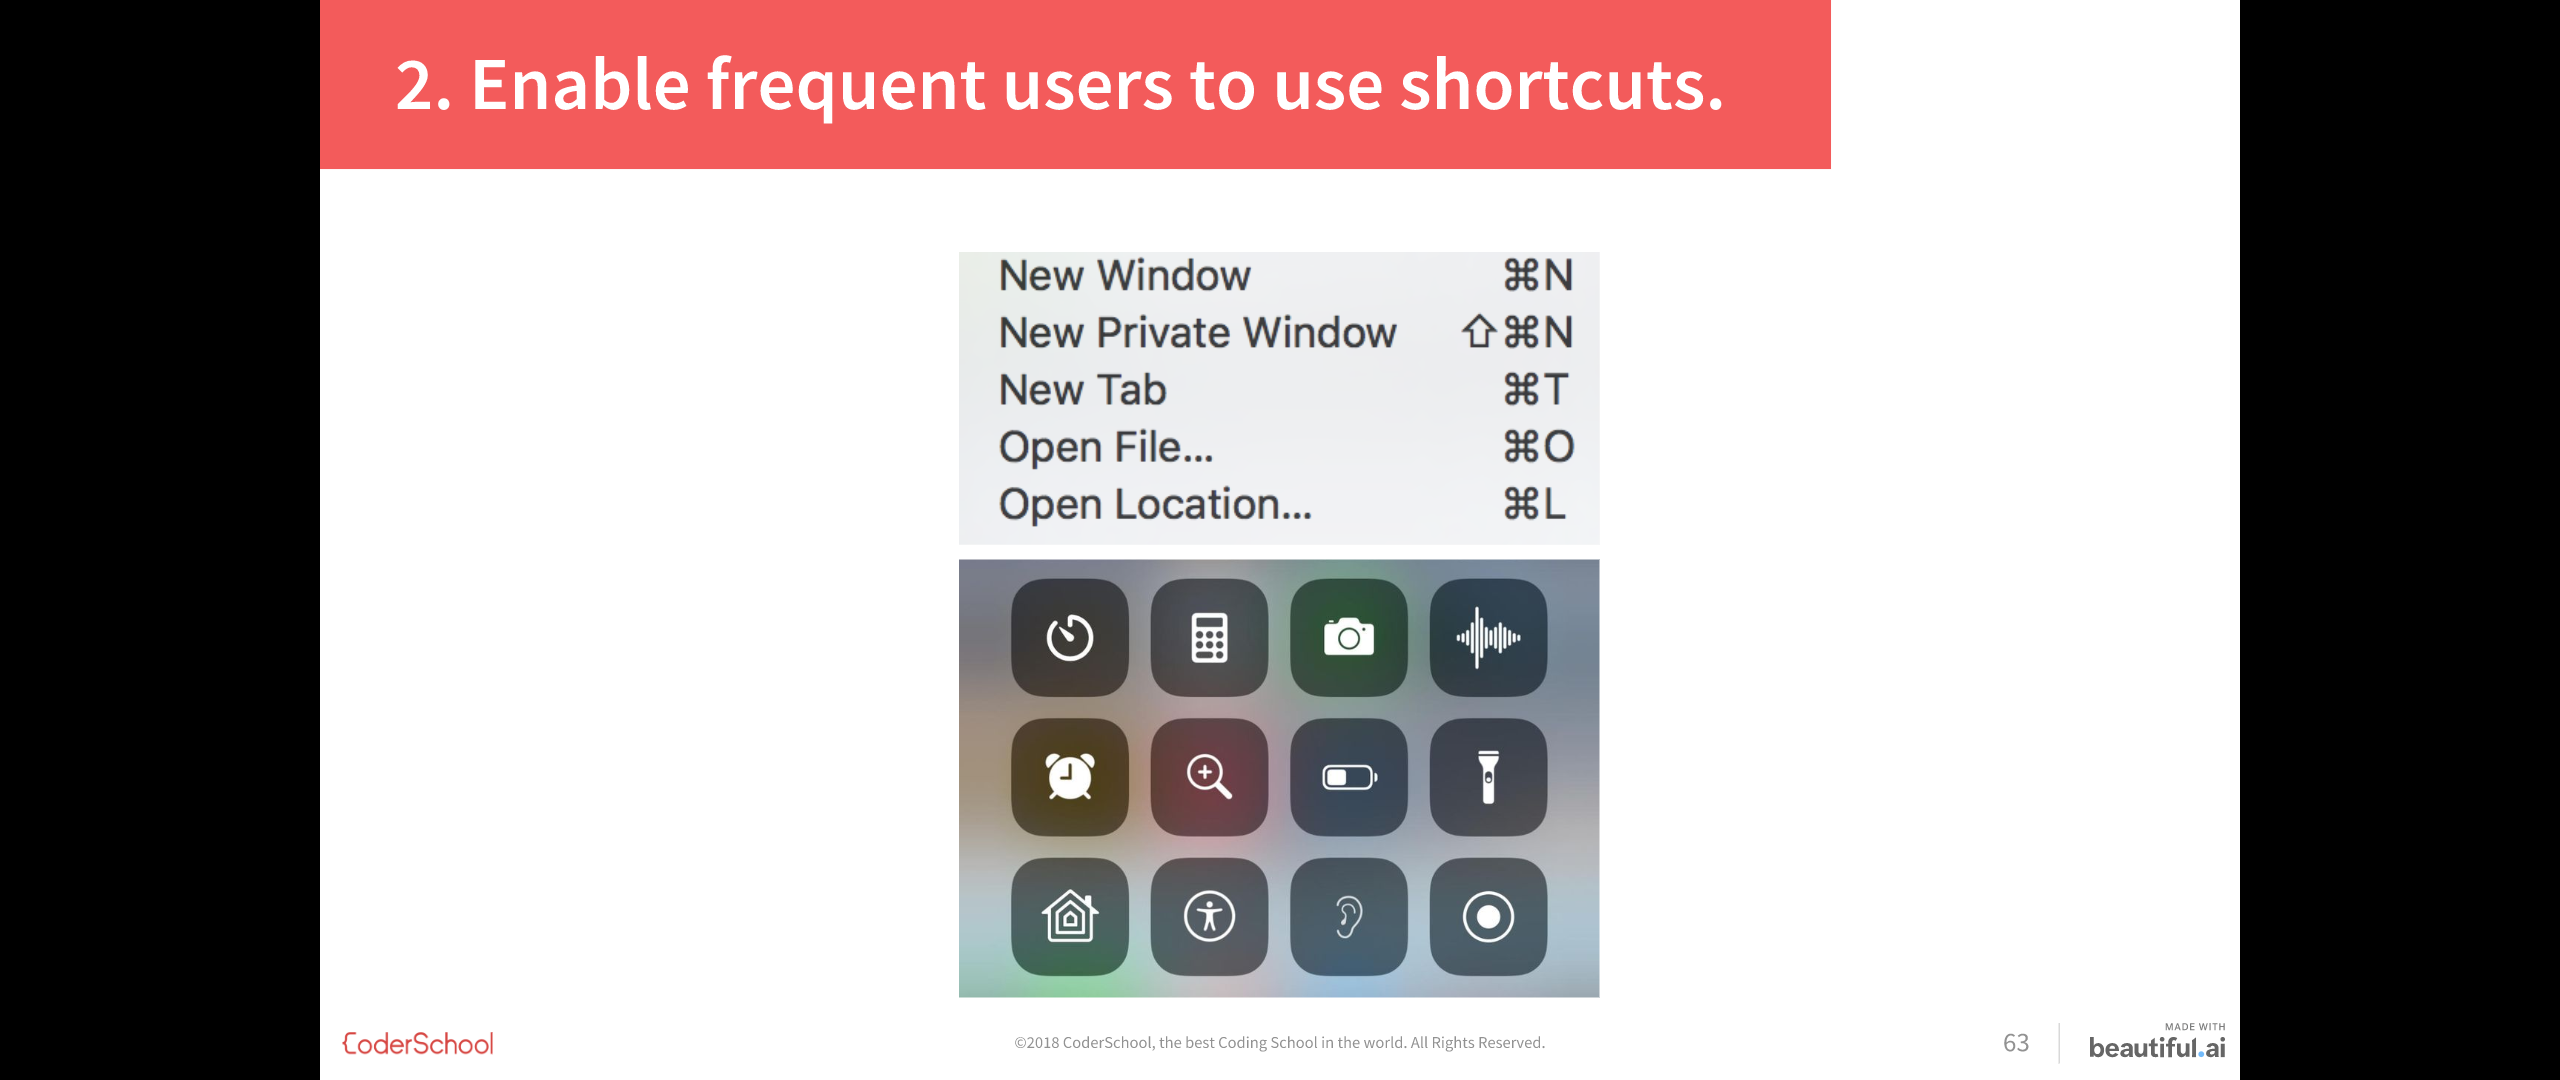 2. Enable frequent users to use shortcuts.
New Window ⌘N
New Private Window ⇧⌘N
New Tab ⌘T
Open File... ⌘O
Open Location... ⌘L
CoderSchool
©2018 CoderSchool, the best Coding School in the world. All Rights Reserved.
63
MADE WITH
beautiful.ai